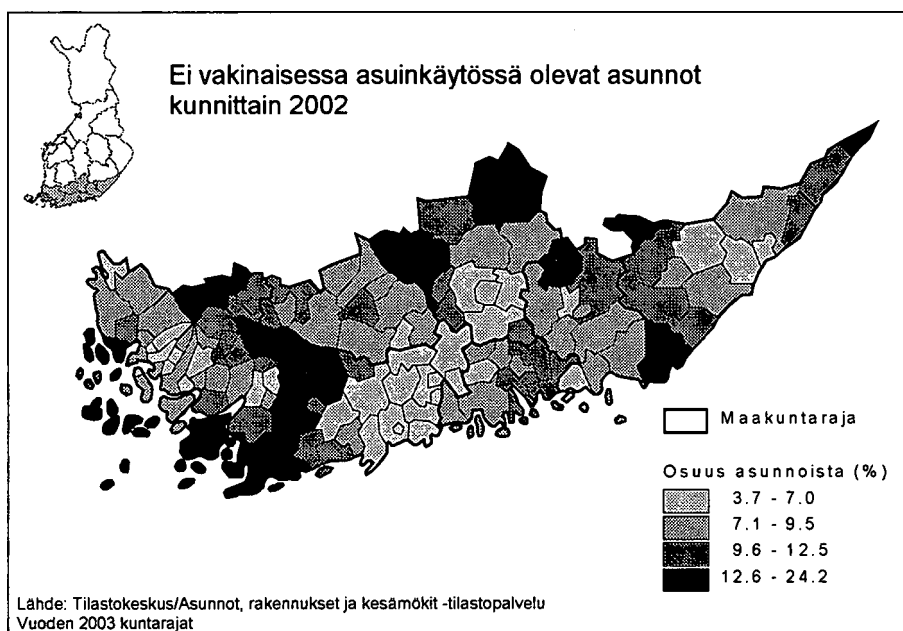 Ei vakinaisessa asuinkäytössä olevat asunnot
kunnittain 2002
Maakuntaraja
Osuus asunnoista (%)
3.7 - 7.0
7.1 - 9.5
9.6 - 12.5
12.6 - 24.2
Lähde: Tilastokeskus/Asunnot, rakennukset ja kesämökit -tilastopalvelu
Vuoden 2003 kuntarajat